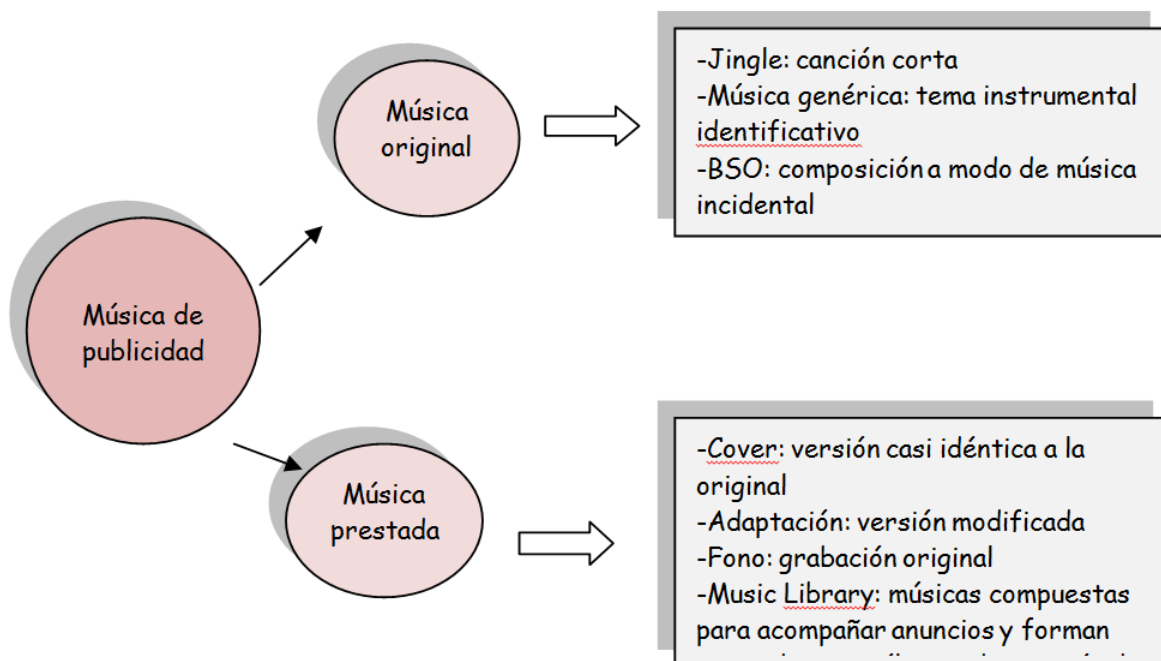 Música de
publicidad
Música
original
-Jingle: canción corta
-Música genérica: tema instrumental
identificativo
-BSO: composición a modo de música
incidental
Música
prestada
-Cover: versión casi idéntica a la
original
-Adaptación: versión modificada
-Fono: grabación original
-Music Library: músicas compuestas
para acompañar anuncios y forman